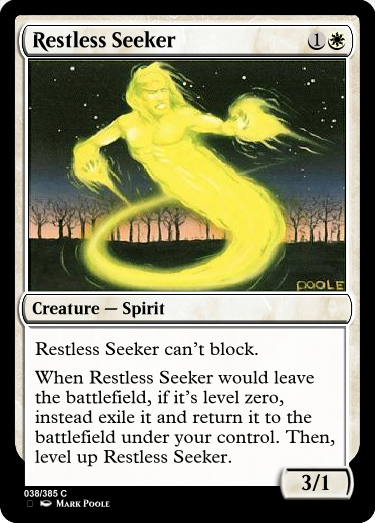 Restless Seeker 1
POOLE
Creature — Spirit
Restless Seeker can't block.
When Restless Seeker would leave
the battlefield, if it's level zero,
instead exile it and return it to the
battlefield under your control. Then,
level up Restless Seeker.
3/1
038/385 C
Mark Poole